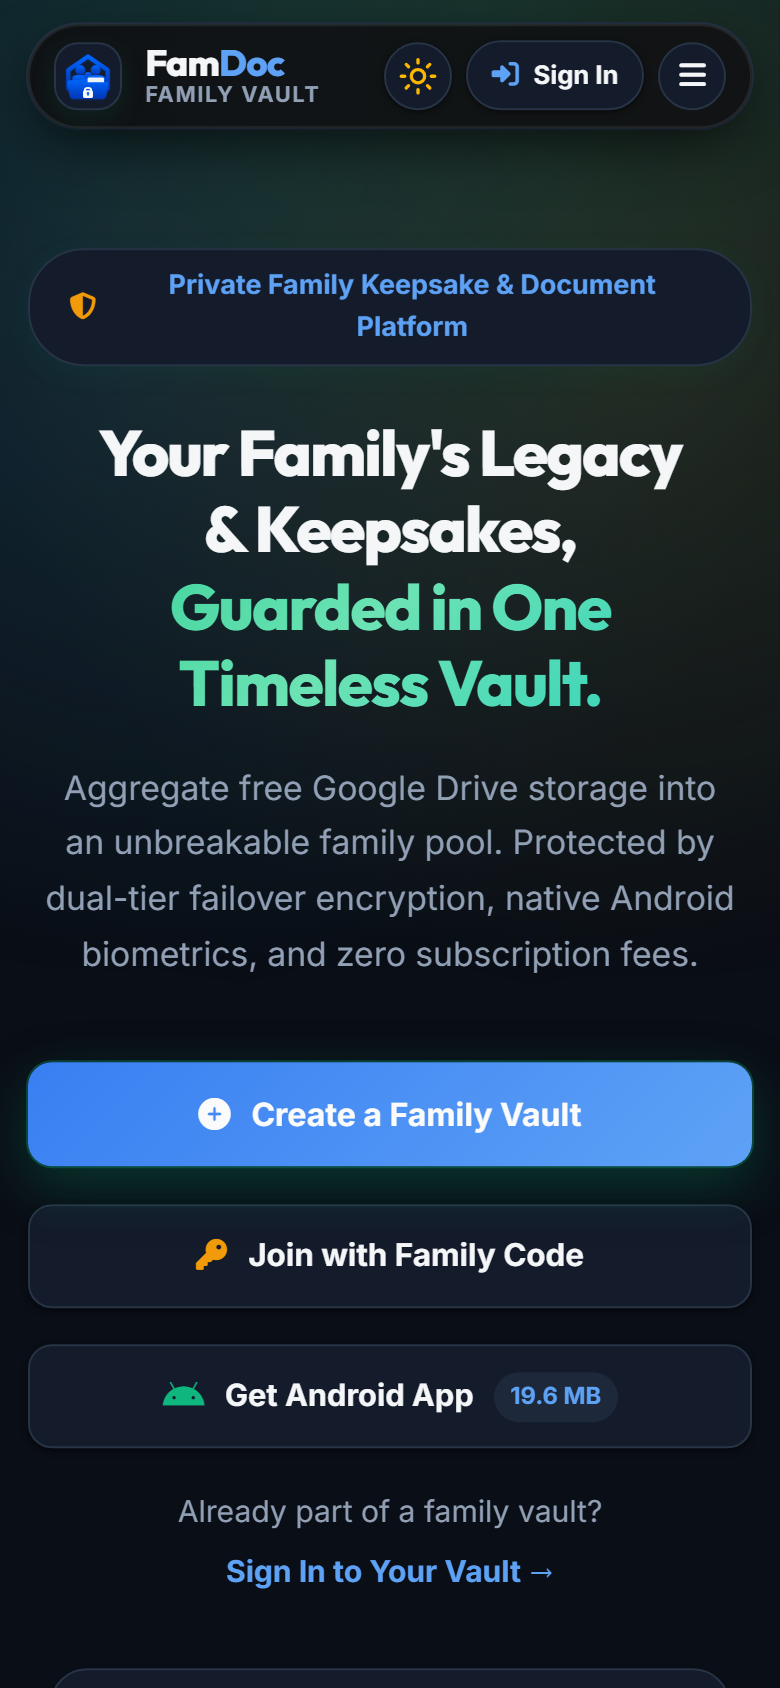 FamDoc
FAMILY VAULT
Sign In
Private Family Keepsake & Document
Platform
Your Family's Legacy
& Keepsakes,
Guarded in One
Timeless Vault.
Aggregate free Google Drive storage into
an unbreakable family pool. Protected by
dual-tier failover encryption, native Android
biometrics, and zero subscription fees.
Create a Family Vault
Join with Family Code
Get Android App 19.6 MB
Already part of a family vault?
Sign In to Your Vault →